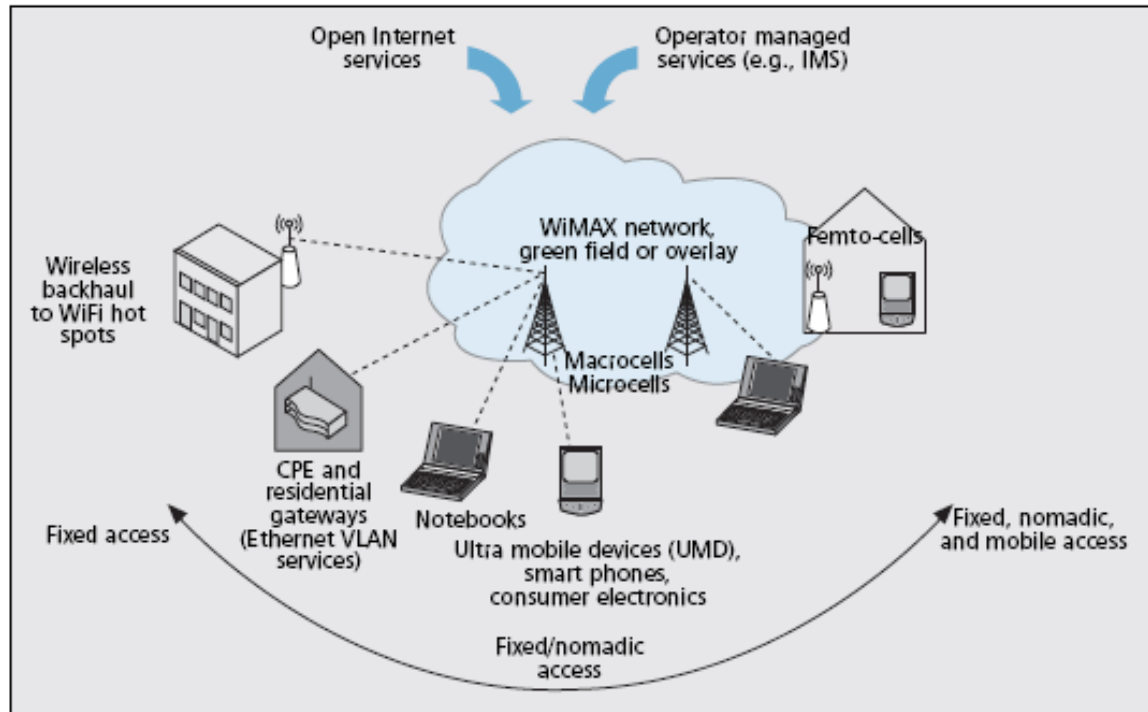 Open Internet
services
Operator managed
services (e.g., IMS)
WiMAX network,
green field or overlay
Femto-cells
Wireless
backhaul
to WiFi hot
spots
Macrocells
Microcells
CPE and
residential
gateways
(Ethernet VLAN
services)
Notebooks
Ultra mobile devices (UMD),
smart phones,
consumer electronics
Fixed access
Fixed, nomadic,
and mobile access
Fixed/nomadic
access